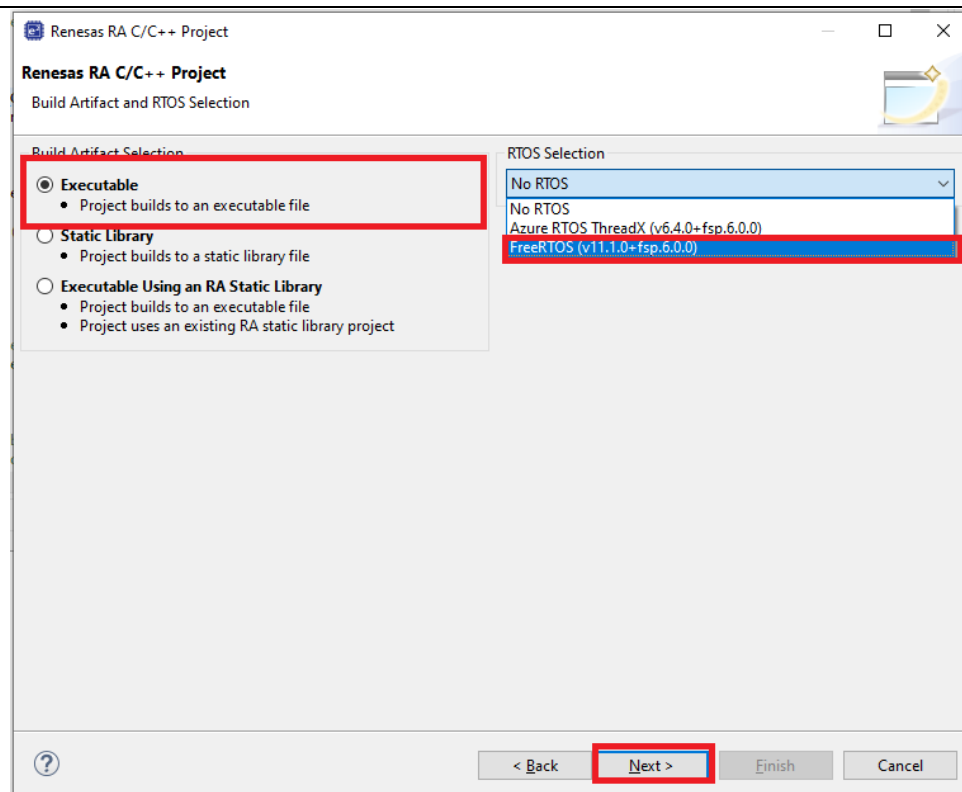 Renesas RA C/C++ Project
Renesas RA C/C++ Project
Build Artifact and RTOS Selection
Build Artifact Selection
Executable
• Project builds to an executable file
Static Library
• Project builds to a static library file
Executable Using an RA Static Library
• Project builds to an executable file
• Project uses an existing RA static library project
RTOS Selection
No RTOS
No RTOS
Azure RTOS ThreadX (v6.4.0+fsp.6.0.0)
FreeRTOS (v11.1.0+fsp.6.0.0)
?
< Back
Next >
Finish
Cancel